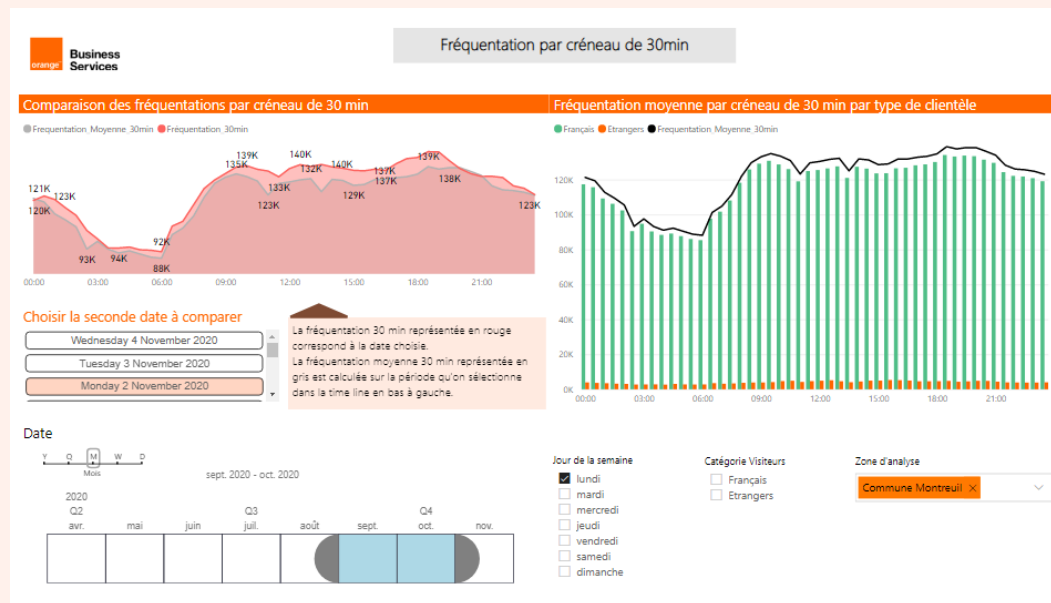 orange™
Business
Services
Fréquentation par créneau de 30min
Comparaison des fréquentations par créneau de 30 min
Frequentation_Moyenne_30min Fréquentation_30min
121K
120K
123K
93K
94K
92K
88K
135K
139K
123K
133K
140K
132K
140K
129K
137K
137K
139K
138K
123K
00:00 03:00 06:00 09:00 12:00 15:00 18:00 21:00
Fréquentation moyenne par créneau de 30 min par type de clientèle
Français Etrangers Frequentation_Moyenne_30min
120K
100K
80K
60K
40K
20K
0K
00:00 03:00 06:00 09:00 12:00 15:00 18:00 21:00
Choisir la seconde date à comparer
Wednesday 4 November 2020
Tuesday 3 November 2020
Monday 2 November 2020
La fréquentation 30 min représentée en rouge
correspond à la date choisie.
La fréquentation moyenne 30 min représentée en
gris est calculée sur la période qu'on sélectionne
dans la time line en bas à gauche.
Date
Y Q M W D
Mois
sept. 2020 - oct. 2020
2020
Q2 Q3 Q4
avr. mai juin juil. août sept. oct. nov.
Jour de la semaine
lundi
mardi
mercredi
jeudi
vendredi
samedi
dimanche
Catégorie Visiteurs
Français
Etrangers
Zone d'analyse
Commune Montreuil ×